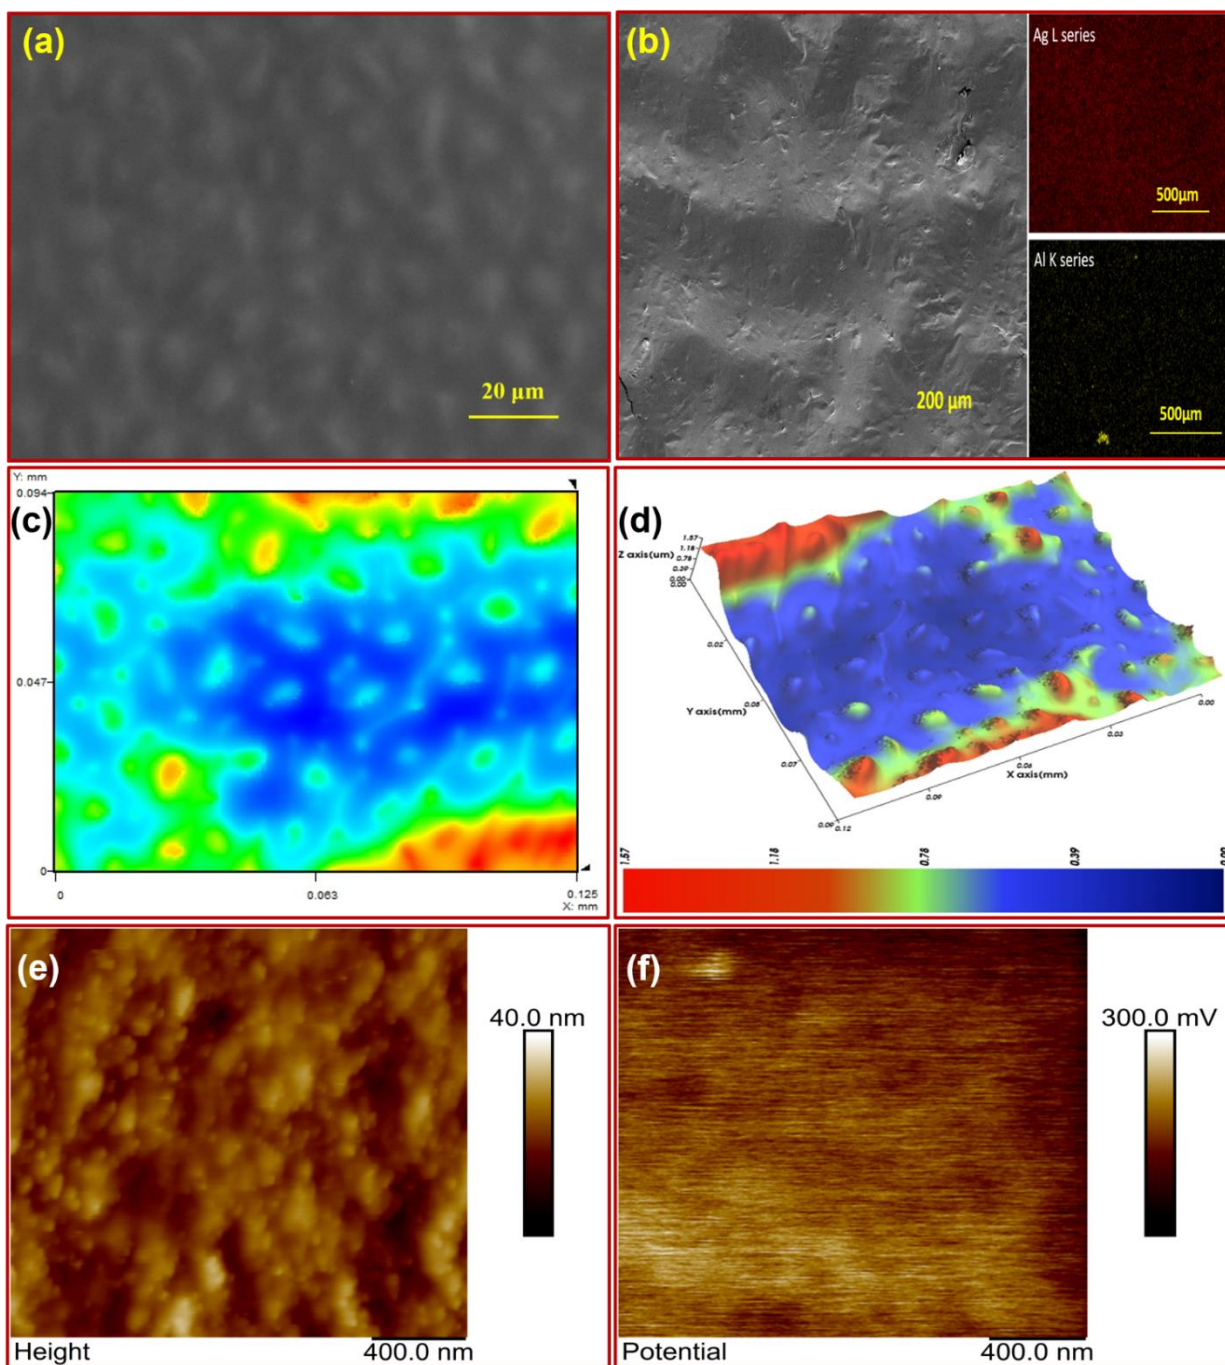 (a)
20 µm
(b)
200 µm
Ag L series
500µm
Al K series
500µm
(c)
Y: mm
0.094
0.047
0
0
0.063
0.125
X: mm
(d)
1.57
1.18
0.78
0.39
0.00
Z axis(um)
0.00
0.02
0.05
0.07
0.09
Y axis(mm)
0.12
0.09
0.06
0.03
0.00
X axis(mm)
1.57
1.18
0.78
0.39
0.00
(e)
40.0 nm
Height
400.0 nm
(f)
300.0 mV
Potential
400.0 nm